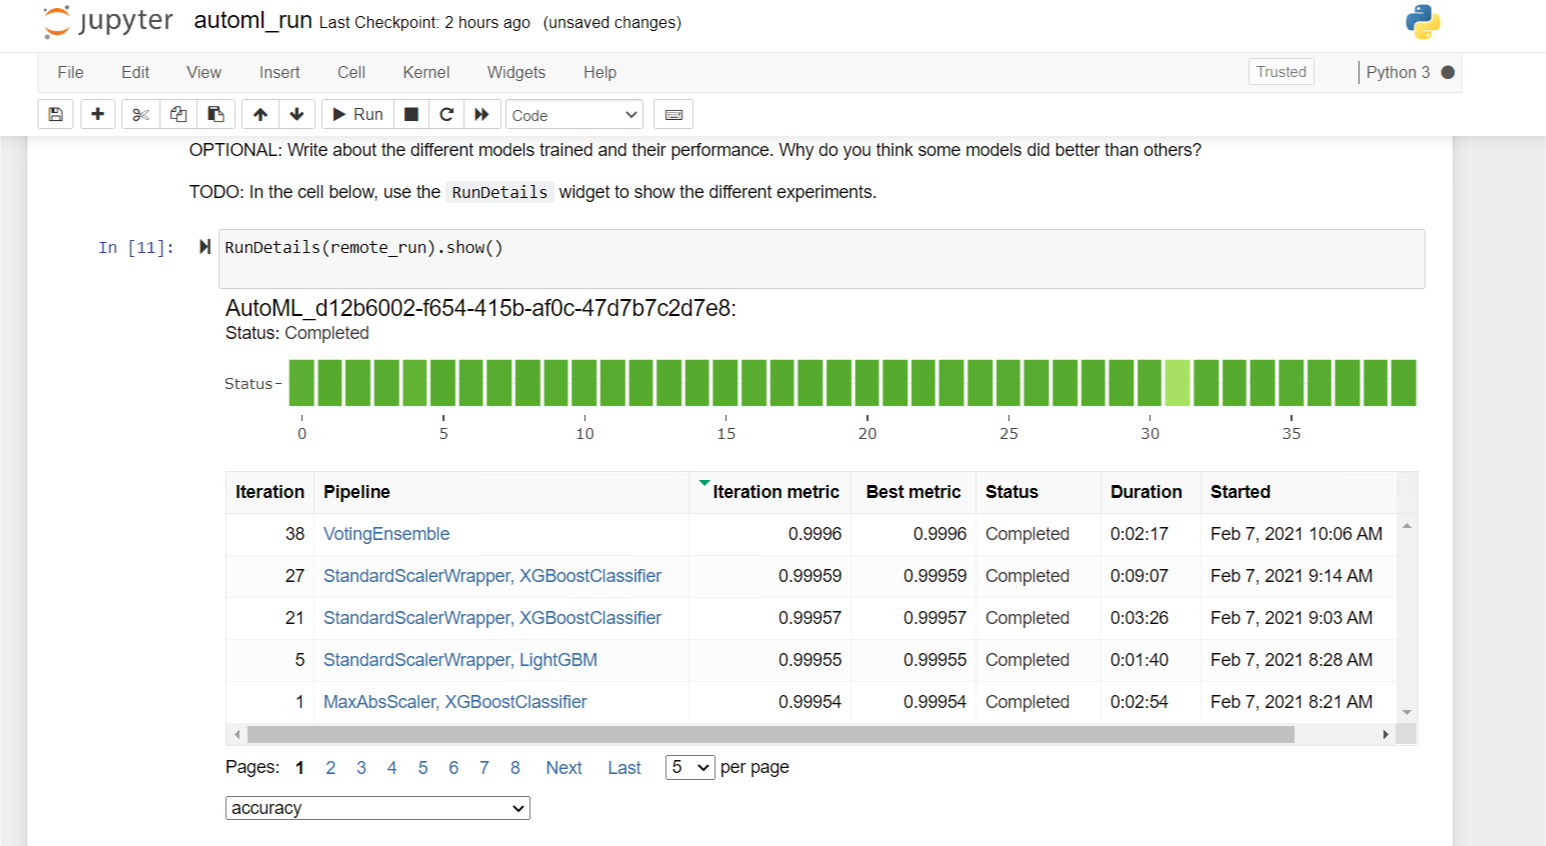 jupyter automl_run Last Checkpoint: 2 hours ago (unsaved changes)
File Edit View Insert Cell Kernel Widgets Help Trusted Python 3
Run Code
OPTIONAL: Write about the different models trained and their performance. Why do you think some models did better than others?
TODO: In the cell below, use the RunDetails widget to show the different experiments.
In [11]: RunDetails(remote_run).show()
AutoML_d12b6002-f654-415b-af0c-47d7b7c2d7e8:
Status: Completed
Status
0 5 10 15 20 25 30 35
Iteration Pipeline Iteration metric Best metric Status Duration Started
38 VotingEnsemble 0.9996 0.9996 Completed 0:02:17 Feb 7, 2021 10:06 AM
27 StandardScalerWrapper, XGBoostClassifier 0.99959 0.99959 Completed 0:09:07 Feb 7, 2021 9:14 AM
21 StandardScalerWrapper, XGBoostClassifier 0.99957 0.99957 Completed 0:03:26 Feb 7, 2021 9:03 AM
5 StandardScalerWrapper, LightGBM 0.99955 0.99955 Completed 0:01:40 Feb 7, 2021 8:28 AM
1 MaxAbsScaler, XGBoostClassifier 0.99954 0.99954 Completed 0:02:54 Feb 7, 2021 8:21 AM
Pages: 1 2 3 4 5 6 7 8 Next Last 5 per page
accuracy